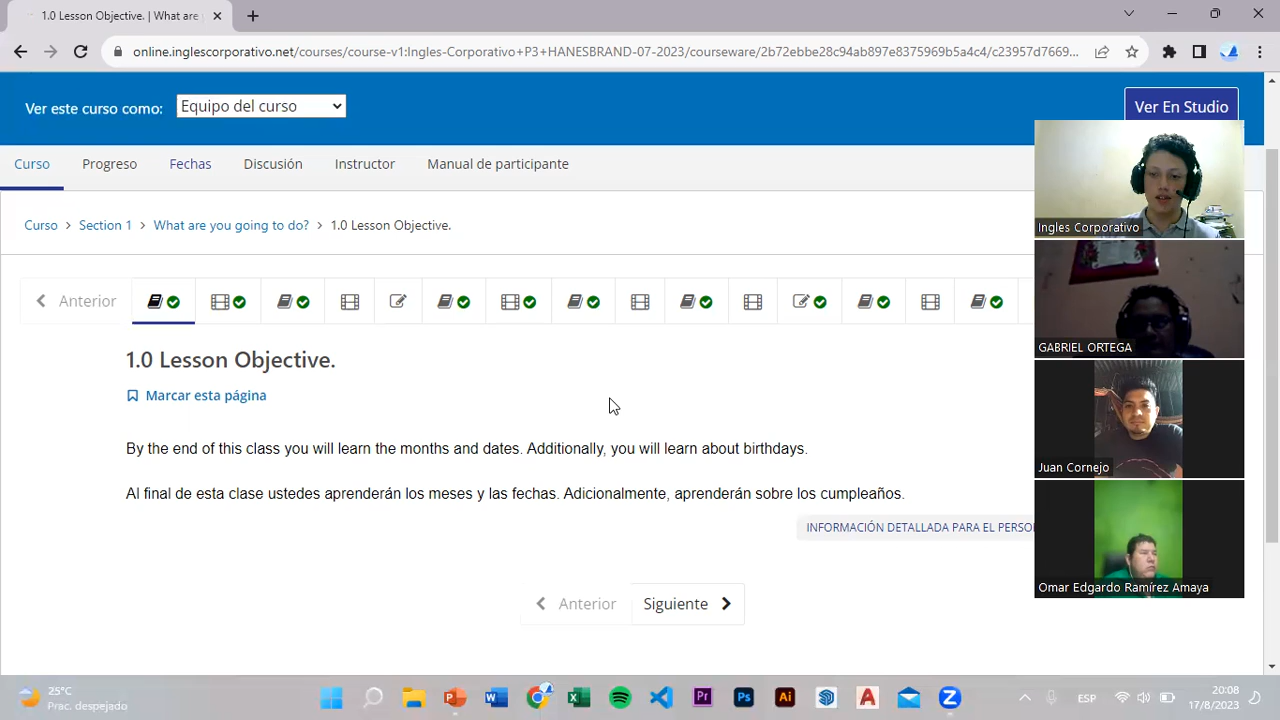 1.0 Lesson Objective. | What are
online.inglescorporativo.net/courses/course-v1:Ingles-Corporativo+P3+HANESBRAND-07-2023/courseware/2b72ebbe28c94ab897e8375969b5a4c4/c23957d7669...
Ver este curso como:
Equipo del curso
Ver En Studio
Curso
Progreso
Fechas
Discusión
Instructor
Manual de participante
Curso > Section 1 > What are you going to do? > 1.0 Lesson Objective.
Anterior
1.0 Lesson Objective.
Marcar esta página
By the end of this class you will learn the months and dates. Additionally, you will learn about birthdays.
Al final de esta clase ustedes aprenderán los meses y las fechas. Adicionalmente, aprenderán sobre los cumpleaños.
INFORMACIÓN DETALLADA PARA EL PERSO
Anterior
Siguiente
Ingles Corporativo
GABRIEL ORTEGA
Juan Cornejo
Omar Edgardo Ramírez Amaya
25°C
Prac. despejado
ESP
20:08
17/8/2023